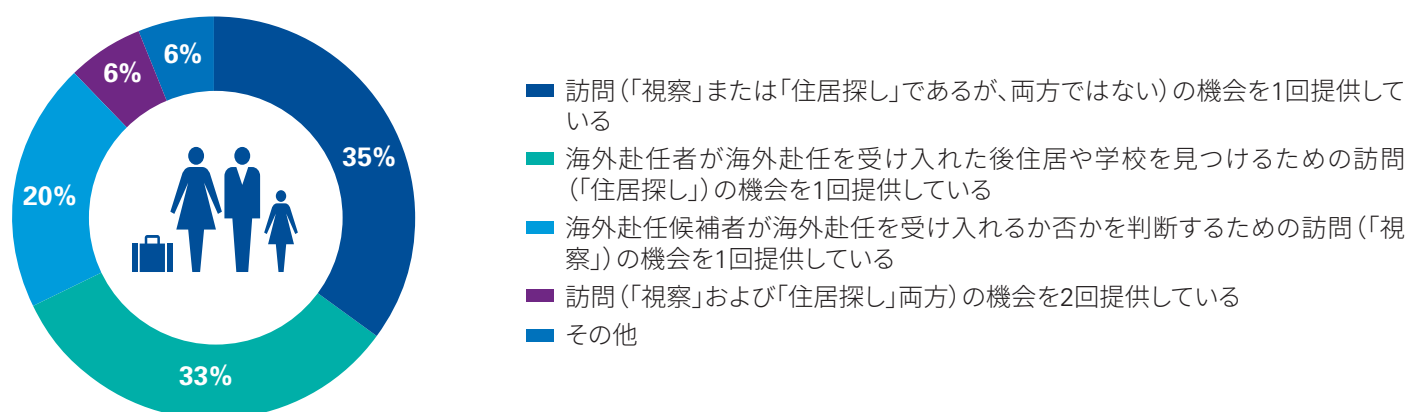 6%
6%
35%
20%
33%
訪問（「視察」または「住居探し」であるが、両方ではない）の機会を1回提供して
いる
海外赴任者が海外赴任を受け入れた後住居や学校を見つけるための訪問
（「住居探し」）の機会を1回提供している
海外赴任候補者が海外赴任を受け入れるか否かを判断するための訪問（「視
察」）の機会を1回提供している
訪問（「視察」および「住居探し」両方）の機会を2回提供している
その他